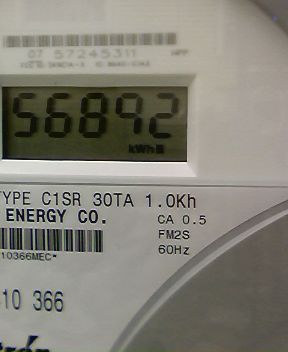 07 57245311
56892
kWh
TYPE C1SR 30TA 1.0Kh
ENERGY CO.
CA 0.5
FM2S
60Hz
10366MEC*
10 366